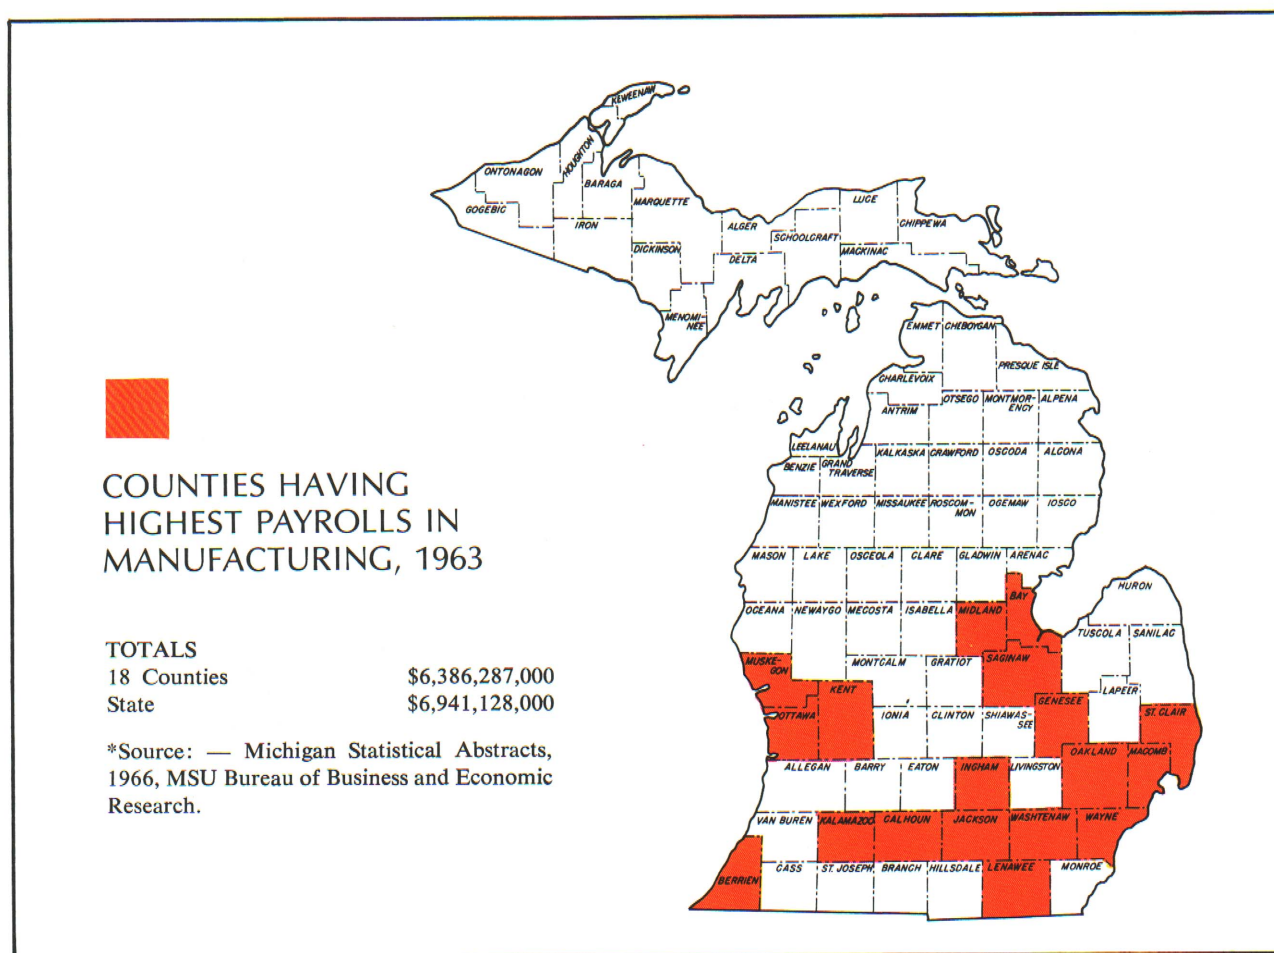 KEWEENAW
HOUGHTON
ONTONAGON
BARAGA
GOGEBIC
MARQUETTE
IRON
LUCE
ALGER
CHIPPEWA
SCHOOLCRAFT
DICKINSON
MACKINAC
DELTA
MENOMI-
NEE
EMMET CHEBOYGAN
PRESQUE ISLE
CHARLEVOIX
ANTRIM
OTSEGO
MONTMOR-
ENCY
ALPENA
LEELANAU
BENZIE
GRAND
TRAVERSE
KALKASKA
CRAWFORD
OSCODA
ALCONA
MANISTEE
WEXFORD
MISSAUKEE
ROSCOM-
MON
OGEMAW
IOSCO
MASON
LAKE
OSCEOLA
CLARE
GLADWIN
ARENAC
HURON
BAY
OCEANA
NEWAYGO
MECOSTA
ISABELLA
MIDLAND
TUSCOLA
SANILAC
MUSKE-
GON
MONTCALM
GRATIOT
SAGINAW
KENT
GENESEE
LAPEER
OTTAWA
IONIA
CLINTON
SHIAWAS-
SEE
ST. CLAIR
ALLEGAN
BARRY
EATON
INGHAM
LIVINGSTON
OAKLAND
MACOMB
VAN BUREN
KALAMAZOO
CALHOUN
JACKSON
WASHTENAW
WAYNE
BERRIEN
CASS
ST. JOSEPH
BRANCH
HILLSDALE
LENAWEE
MONROE
COUNTIES HAVING
HIGHEST PAYROLLS IN
MANUFACTURING, 1963
TOTALS
18 Counties $6,386,287,000
State $6,941,128,000
*Source: — Michigan Statistical Abstracts,
1966, MSU Bureau of Business and Economic
Research.